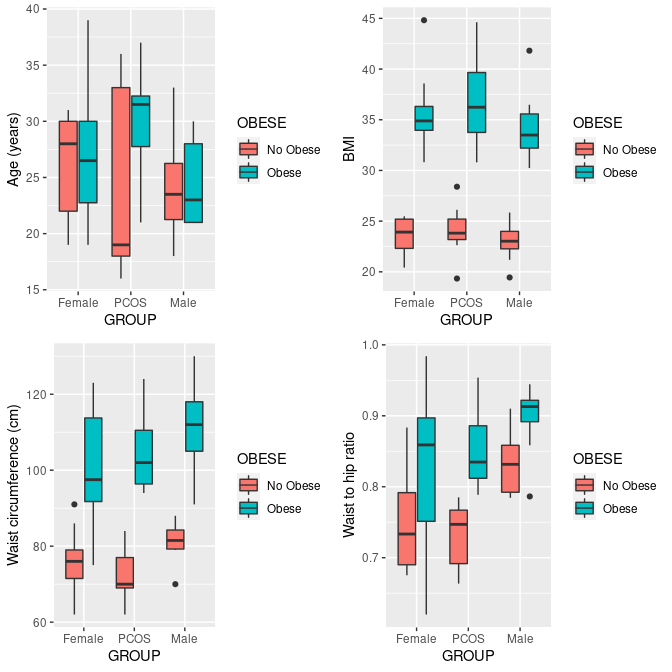 40
35
30
25
20
15
Age (years)
Female PCOS Male
GROUP
OBESE
No Obese
Obese
45
40
35
30
25
20
BMI
Female PCOS Male
GROUP
OBESE
No Obese
Obese
120
100
80
60
Waist circumference (cm)
Female PCOS Male
GROUP
OBESE
No Obese
Obese
1.0
0.9
0.8
0.7
Waist to hip ratio
Female PCOS Male
GROUP
OBESE
No Obese
Obese